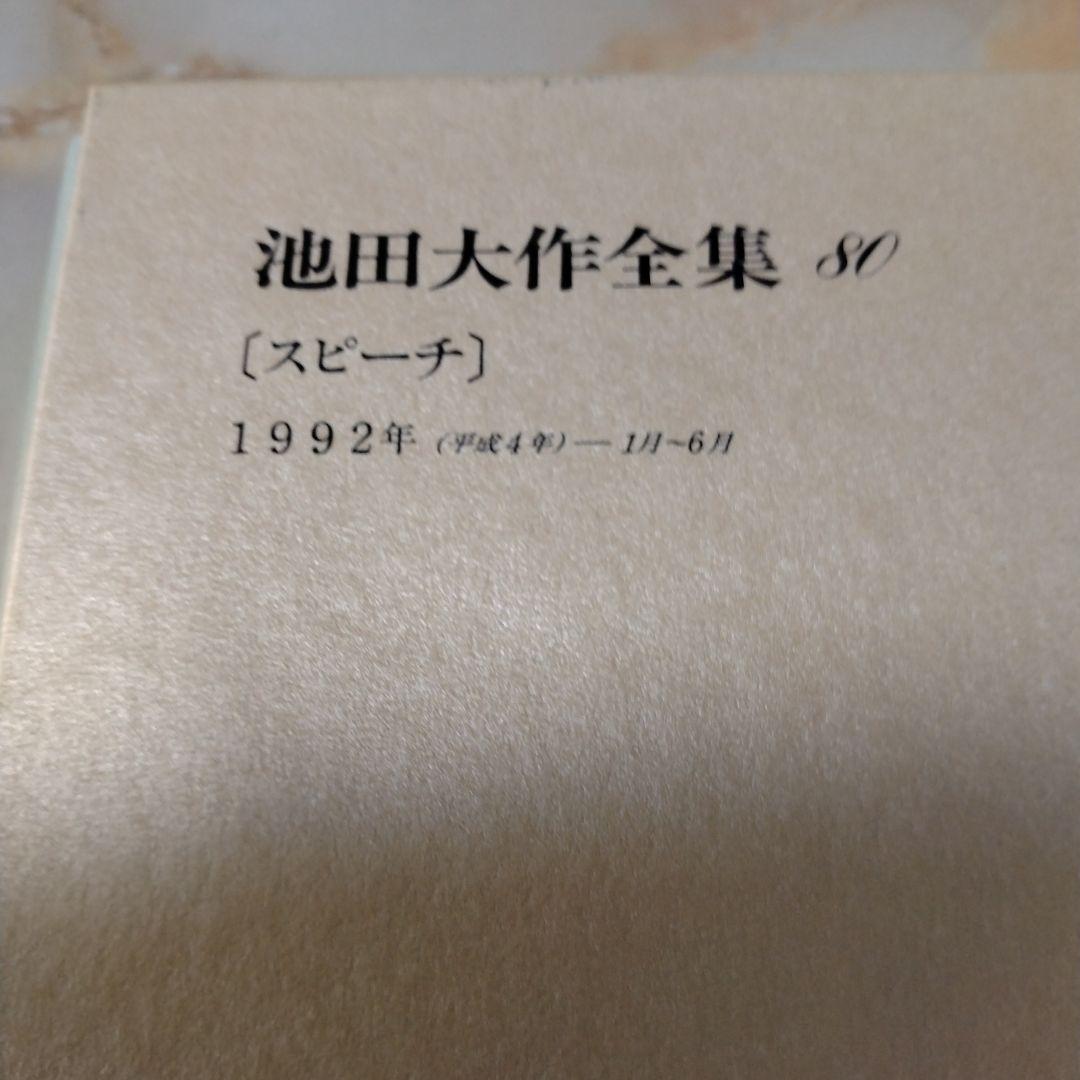 池田大作全集 80
〔スピーチ〕
1992年(平成4年)— 1月~6月